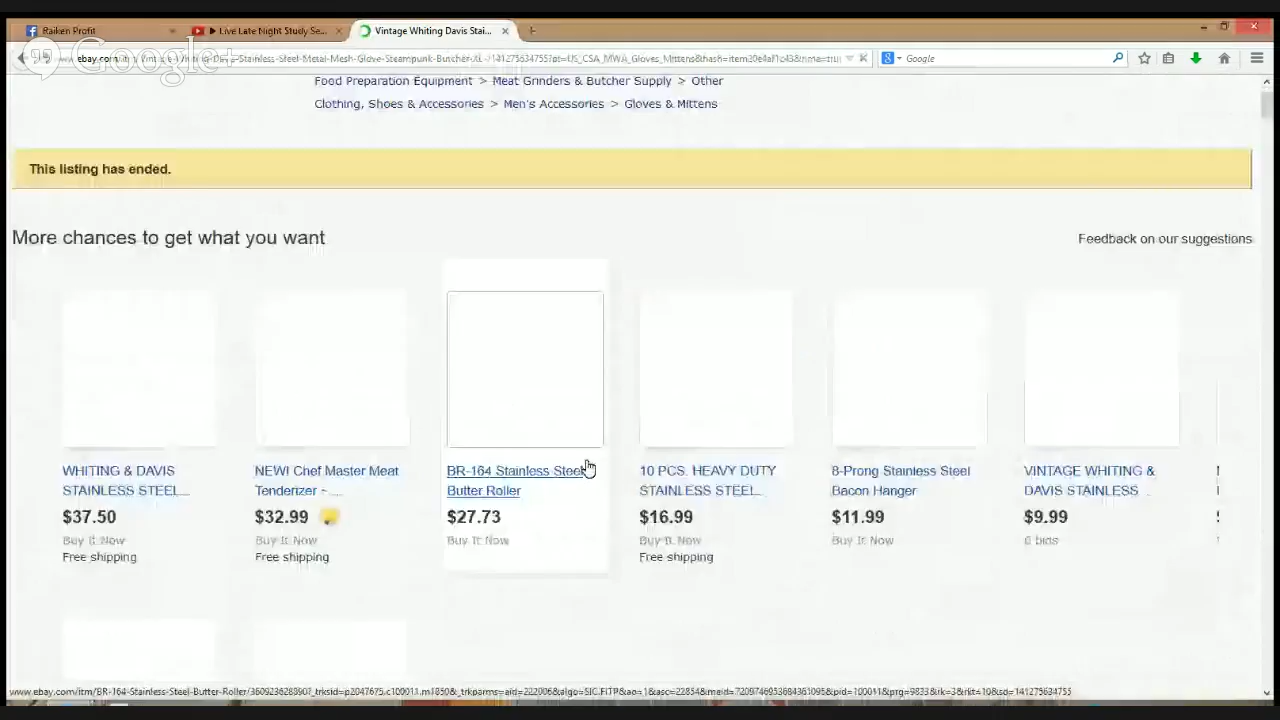 Raiken Profit
Live Late Night Study Se...
Vintage Whiting Davis Stai...
Google+
Google
Food Preparation Equipment > Meat Grinders & Butcher Supply > Other
Clothing, Shoes & Accessories > Men's Accessories > Gloves & Mittens
This listing has ended.
More chances to get what you want
Feedback on our suggestions
WHITING & DAVIS
STAINLESS STEEL...
$37.50
Buy It Now
Free shipping
NEW! Chef Master Meat
Tenderizer - ...
$32.99
Buy It Now
Free shipping
BR-164 Stainless Steel
Butter Roller
$27.73
Buy It Now
10 PCS. HEAVY DUTY
STAINLESS STEEL...
$16.99
Buy It Now
Free shipping
8-Prong Stainless Steel
Bacon Hanger
$11.99
Buy It Now
VINTAGE WHITING &
DAVIS STAINLESS ...
$9.99
0 bids